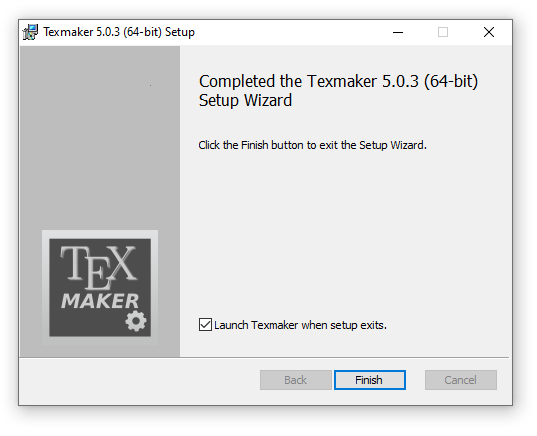 Texmaker 5.0.3 (64-bit) Setup
Completed the Texmaker 5.0.3 (64-bit)
Setup Wizard
Click the Finish button to exit the Setup Wizard.
TEX
MAKER
Launch Texmaker when setup exits.
Back
Finish
Cancel